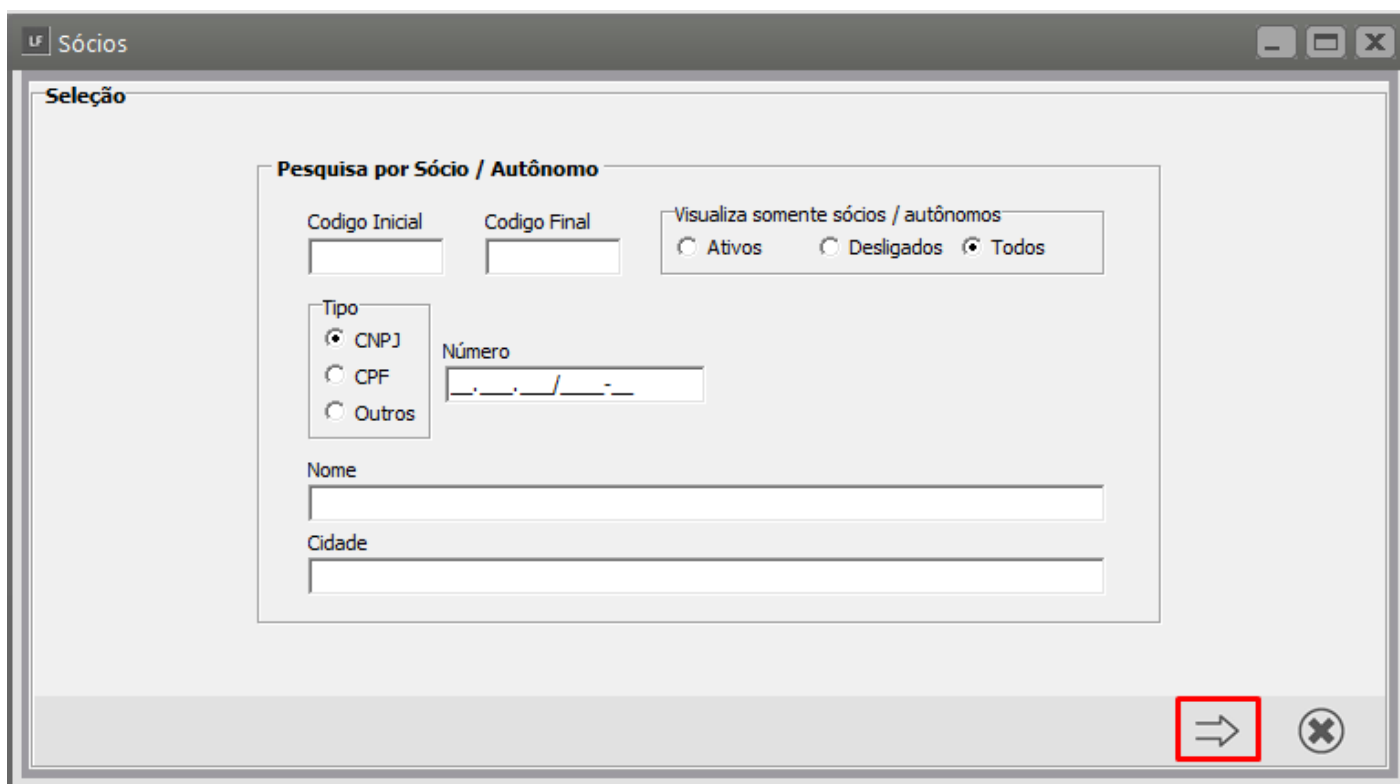 LF Sócios
Seleção
Pesquisa por Sócio / Autônomo
Codigo Inicial Codigo Final Visualiza somente sócios / autônomos
Ativos Desligados Todos
Tipo
CNPJ
Número
CPF
__.___.___/____-__
Outros
Nome
Cidade